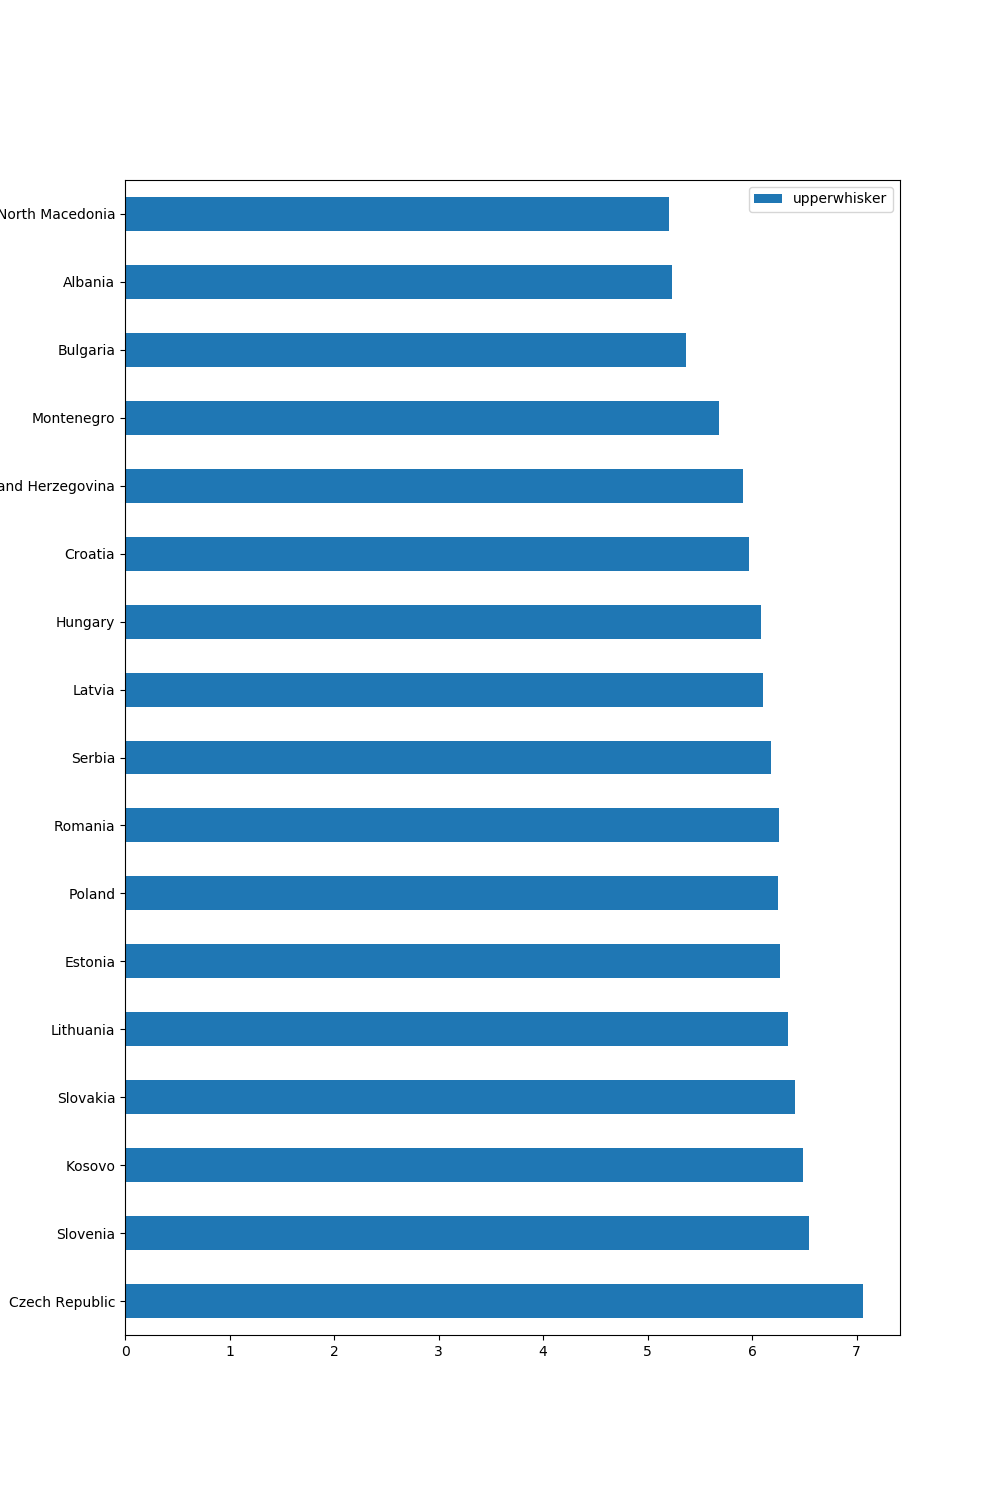 upperwhisker
North Macedonia
Albania
Bulgaria
Montenegro
and Herzegovina
Croatia
Hungary
Latvia
Serbia
Romania
Poland
Estonia
Lithuania
Slovakia
Kosovo
Slovenia
Czech Republic
0 1 2 3 4 5 6 7